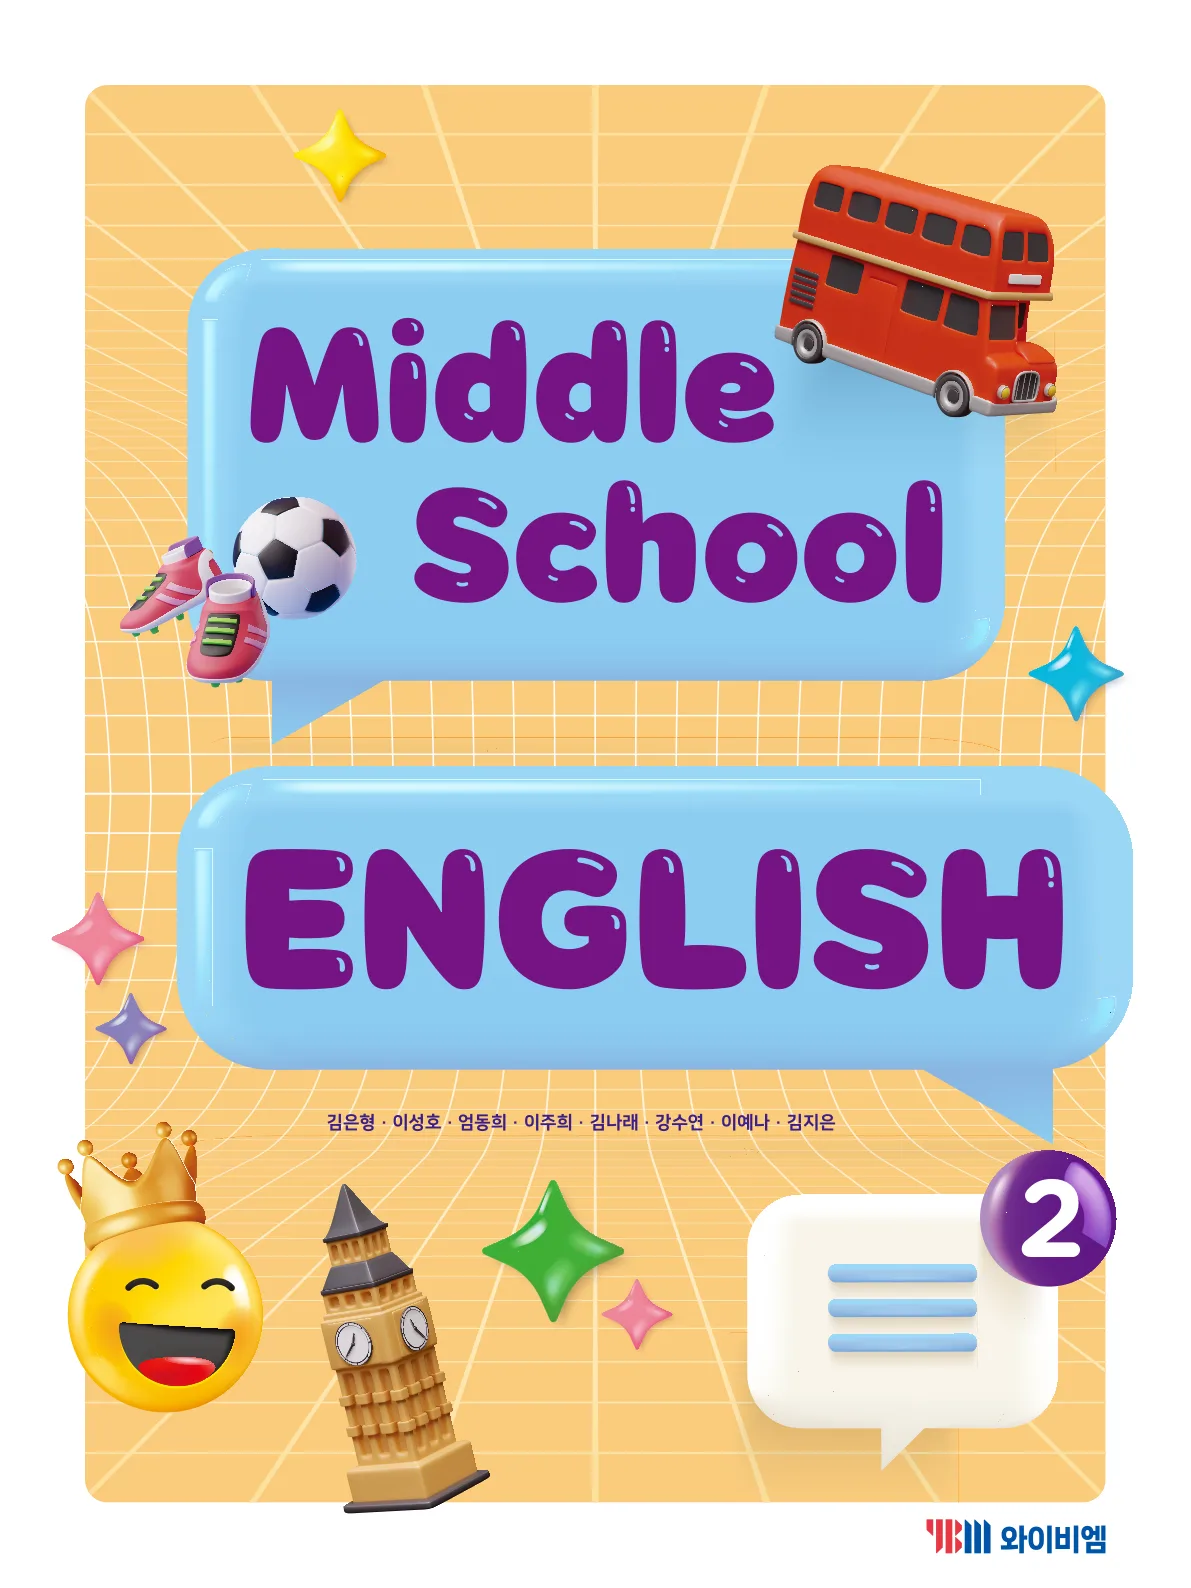 Middle
School
ENGLISH
김은형 · 이성호 · 엄동희 · 이주희 · 김나래 · 강수연 · 이예나 · 김지은
2
YBM 와이비엠